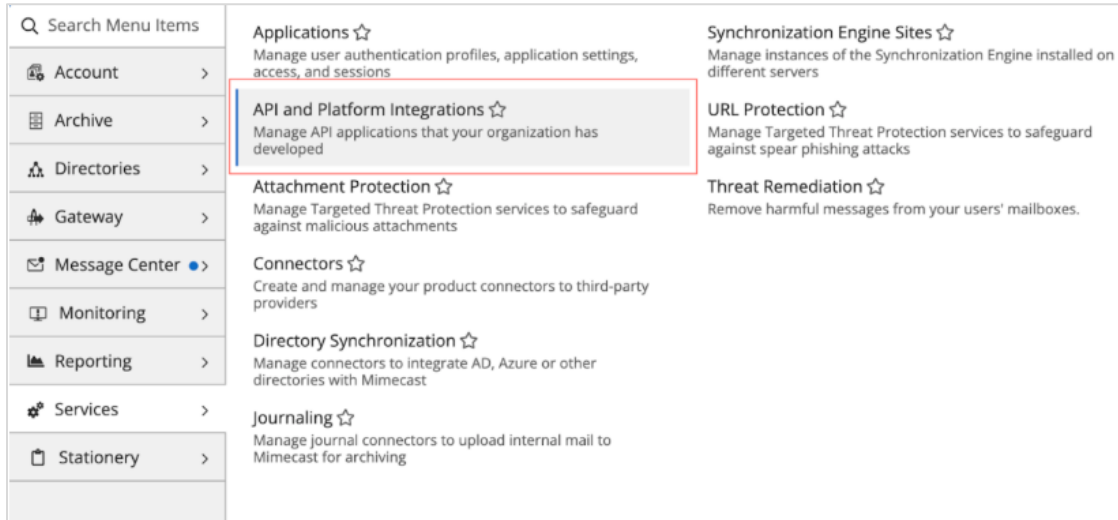 Search Menu Items
Account
Archive
Directories
Gateway
Message Center
Monitoring
Reporting
Services
Stationery
Applications
Manage user authentication profiles, application settings,
access, and sessions
API and Platform Integrations
Manage API applications that your organization has
developed
Attachment Protection
Manage Targeted Threat Protection services to safeguard
against malicious attachments
Connectors
Create and manage your product connectors to third-party
providers
Directory Synchronization
Manage connectors to integrate AD, Azure or other
directories with Mimecast
Journaling
Manage journal connectors to upload internal mail to
Mimecast for archiving
Synchronization Engine Sites
Manage instances of the Synchronization Engine installed on
different servers
URL Protection
Manage Targeted Threat Protection services to safeguard
against spear phishing attacks
Threat Remediation
Remove harmful messages from your users' mailboxes.